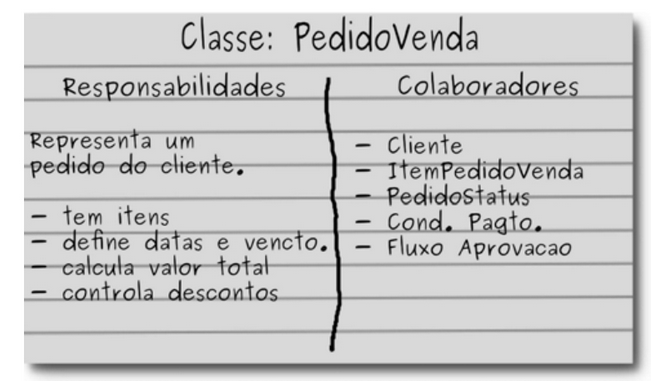 Classe: PedidoVenda
Responsabilidades
Representa um
pedido do cliente.
- tem itens
- define datas e vencto.
- calcula valor total
- controla descontos
Colaboradores
- Cliente
- ItemPedidoVenda
- PedidoStatus
- Cond. Pagto.
- Fluxo Aprovacao